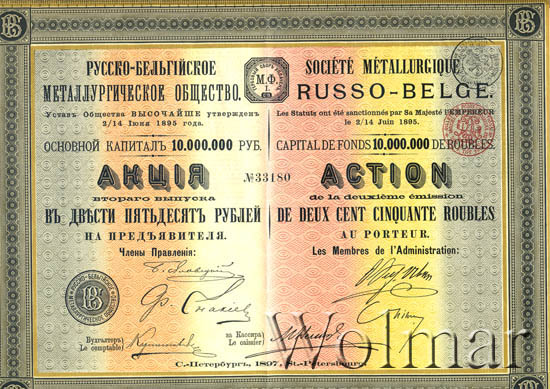 РУССКО-БЕЛЬГІЙСКОЕ
МЕТАЛЛУРГИЧЕСКОЕ ОБЩЕСТВО.
Уставъ Общества ВЫСОЧАЙШЕ утвержденъ
2/14 Іюня 1895 года.
ОСНОВНОЙ КАПИТАЛЪ 10.000.000 РУБ.
АКЦІЯ
втораго выпуска
ВЪ ДВѢСТИ ПЯТЬДЕСЯТЪ РУБЛЕЙ
НА ПРЕДЪЯВИТЕЛЯ.
Члены Правленія:
М.Ф.
№33180
SOCIÉTÉ MÉTALLURGIQUE
RUSSO-BELGE.
Les Statuts ont été sanctionnés par Sa Majesté l'EMPEREUR
le 2/14 Juin 1895.
CAPITAL DE FONDS 10.000.000 DE ROUBLES.
ACTION
de la deuxième émission
DE DEUX CENT CINQUANTE ROUBLES
AU PORTEUR.
Les Membres de l'Administration:
Бухгалтеръ
Le comptable)
за Кассира)
Le caissier)
С.-Петербургъ, 1897, St.-Pétersbourg.
Wolmar